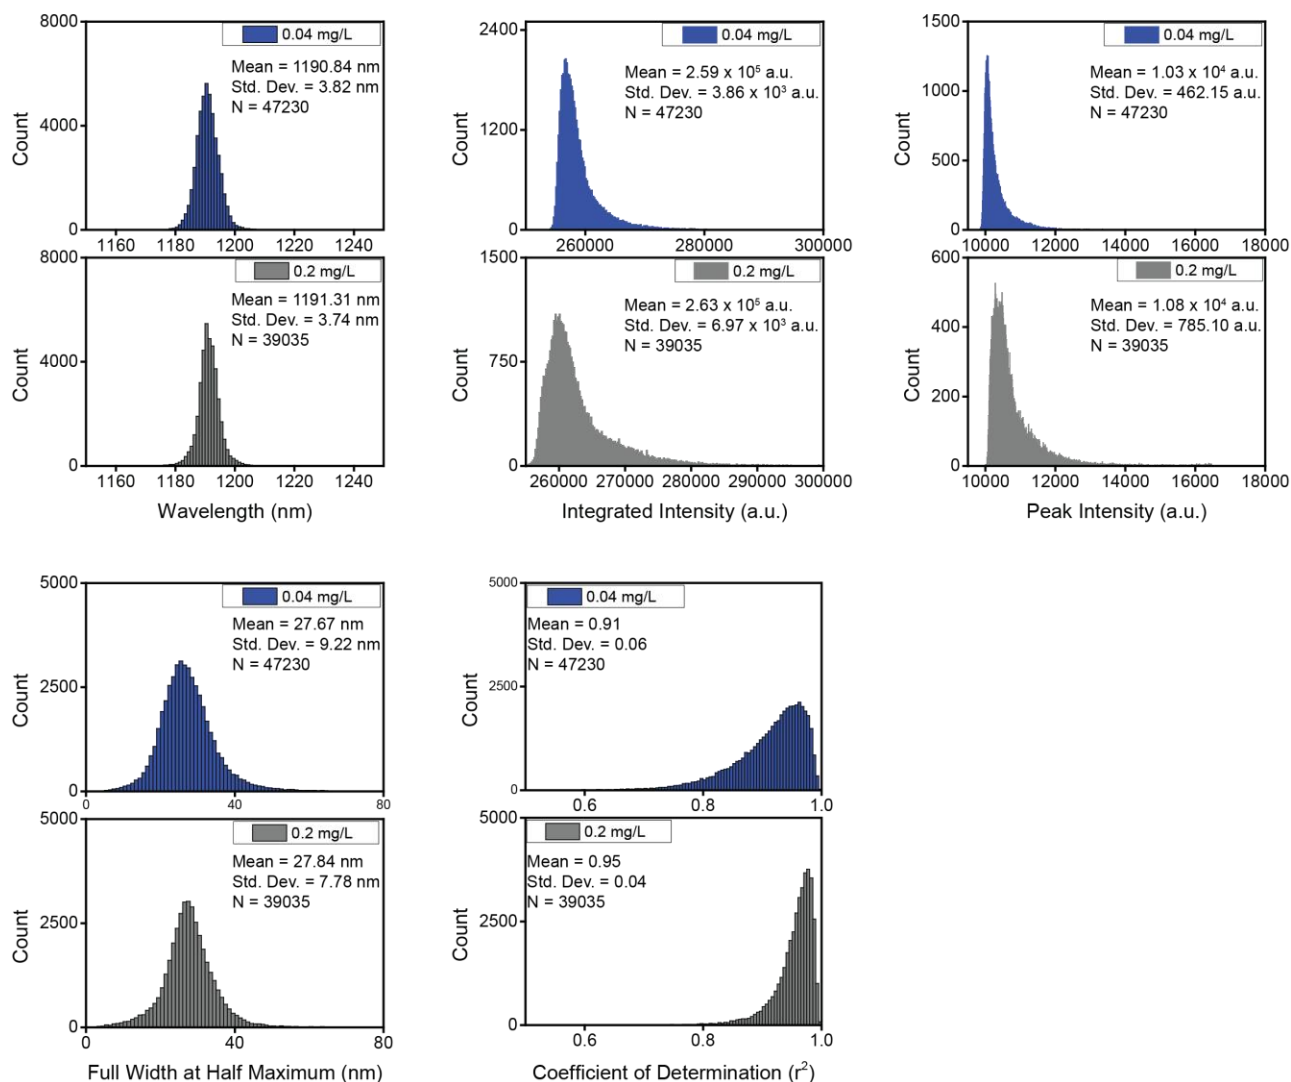 8000
4000
0
Count
0.04 mg/L
Mean = 1190.84 nm
Std. Dev. = 3.82 nm
N = 47230
1160 1180 1200 1220 1240
8000
4000
0
Count
0.2 mg/L
Mean = 1191.31 nm
Std. Dev. = 3.74 nm
N = 39035
1160 1180 1200 1220 1240
Wavelength (nm)
2400
1200
0
Count
0.04 mg/L
Mean = 2.59 x 10⁵ a.u.
Std. Dev. = 3.86 x 10³ a.u.
N = 47230
260000 280000 300000
1500
750
0
Count
0.2 mg/L
Mean = 2.63 x 10⁵ a.u.
Std. Dev. = 6.97 x 10³ a.u.
N = 39035
260000 270000 280000 290000 300000
Integrated Intensity (a.u.)
1500
1000
500
0
Count
0.04 mg/L
Mean = 1.03 x 10⁴ a.u.
Std. Dev. = 462.15 a.u.
N = 47230
10000 12000 14000 16000 18000
600
400
200
0
Count
0.2 mg/L
Mean = 1.08 x 10⁴ a.u.
Std. Dev. = 785.10 a.u.
N = 39035
10000 12000 14000 16000 18000
Peak Intensity (a.u.)
5000
2500
0
Count
0.04 mg/L
Mean = 27.67 nm
Std. Dev. = 9.22 nm
N = 47230
0 40 80
5000
2500
0
Count
0.2 mg/L
Mean = 27.84 nm
Std. Dev. = 7.78 nm
N = 39035
0 40 80
Full Width at Half Maximum (nm)
5000
2500
0
Count
0.04 mg/L
Mean = 0.91
Std. Dev. = 0.06
N = 47230
0.6 0.8 1.0
5000
2500
0
Count
0.2 mg/L
Mean = 0.95
Std. Dev. = 0.04
N = 39035
0.6 0.8 1.0
Coefficient of Determination (r²)